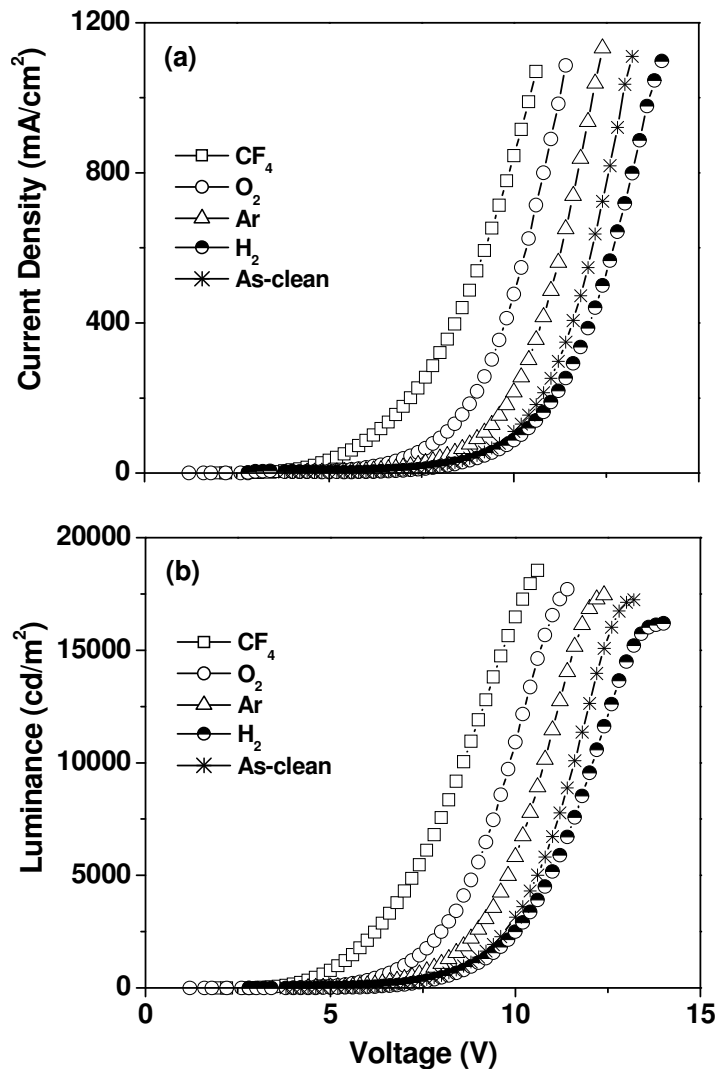 1200
(a)
CF₄
O₂
Ar
H₂
As-clean
800
400
0
Current Density (mA/cm²)
20000
(b)
CF₄
O₂
Ar
H₂
As-clean
15000
10000
5000
0
Luminance (cd/m²)
0 5 10 15
Voltage (V)